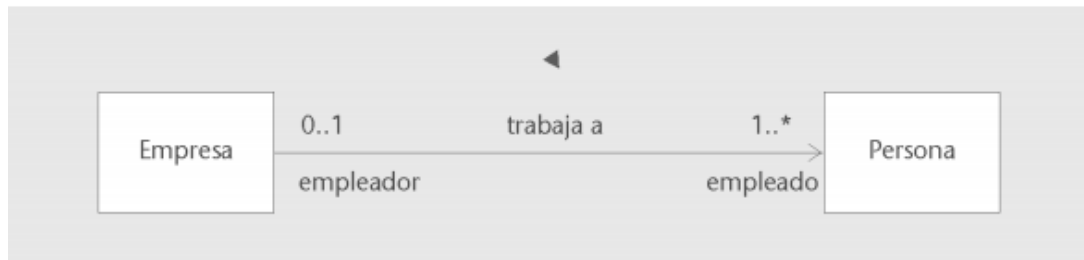 Empresa
0..1
trabaja a
1..*
Persona
empleador
empleado